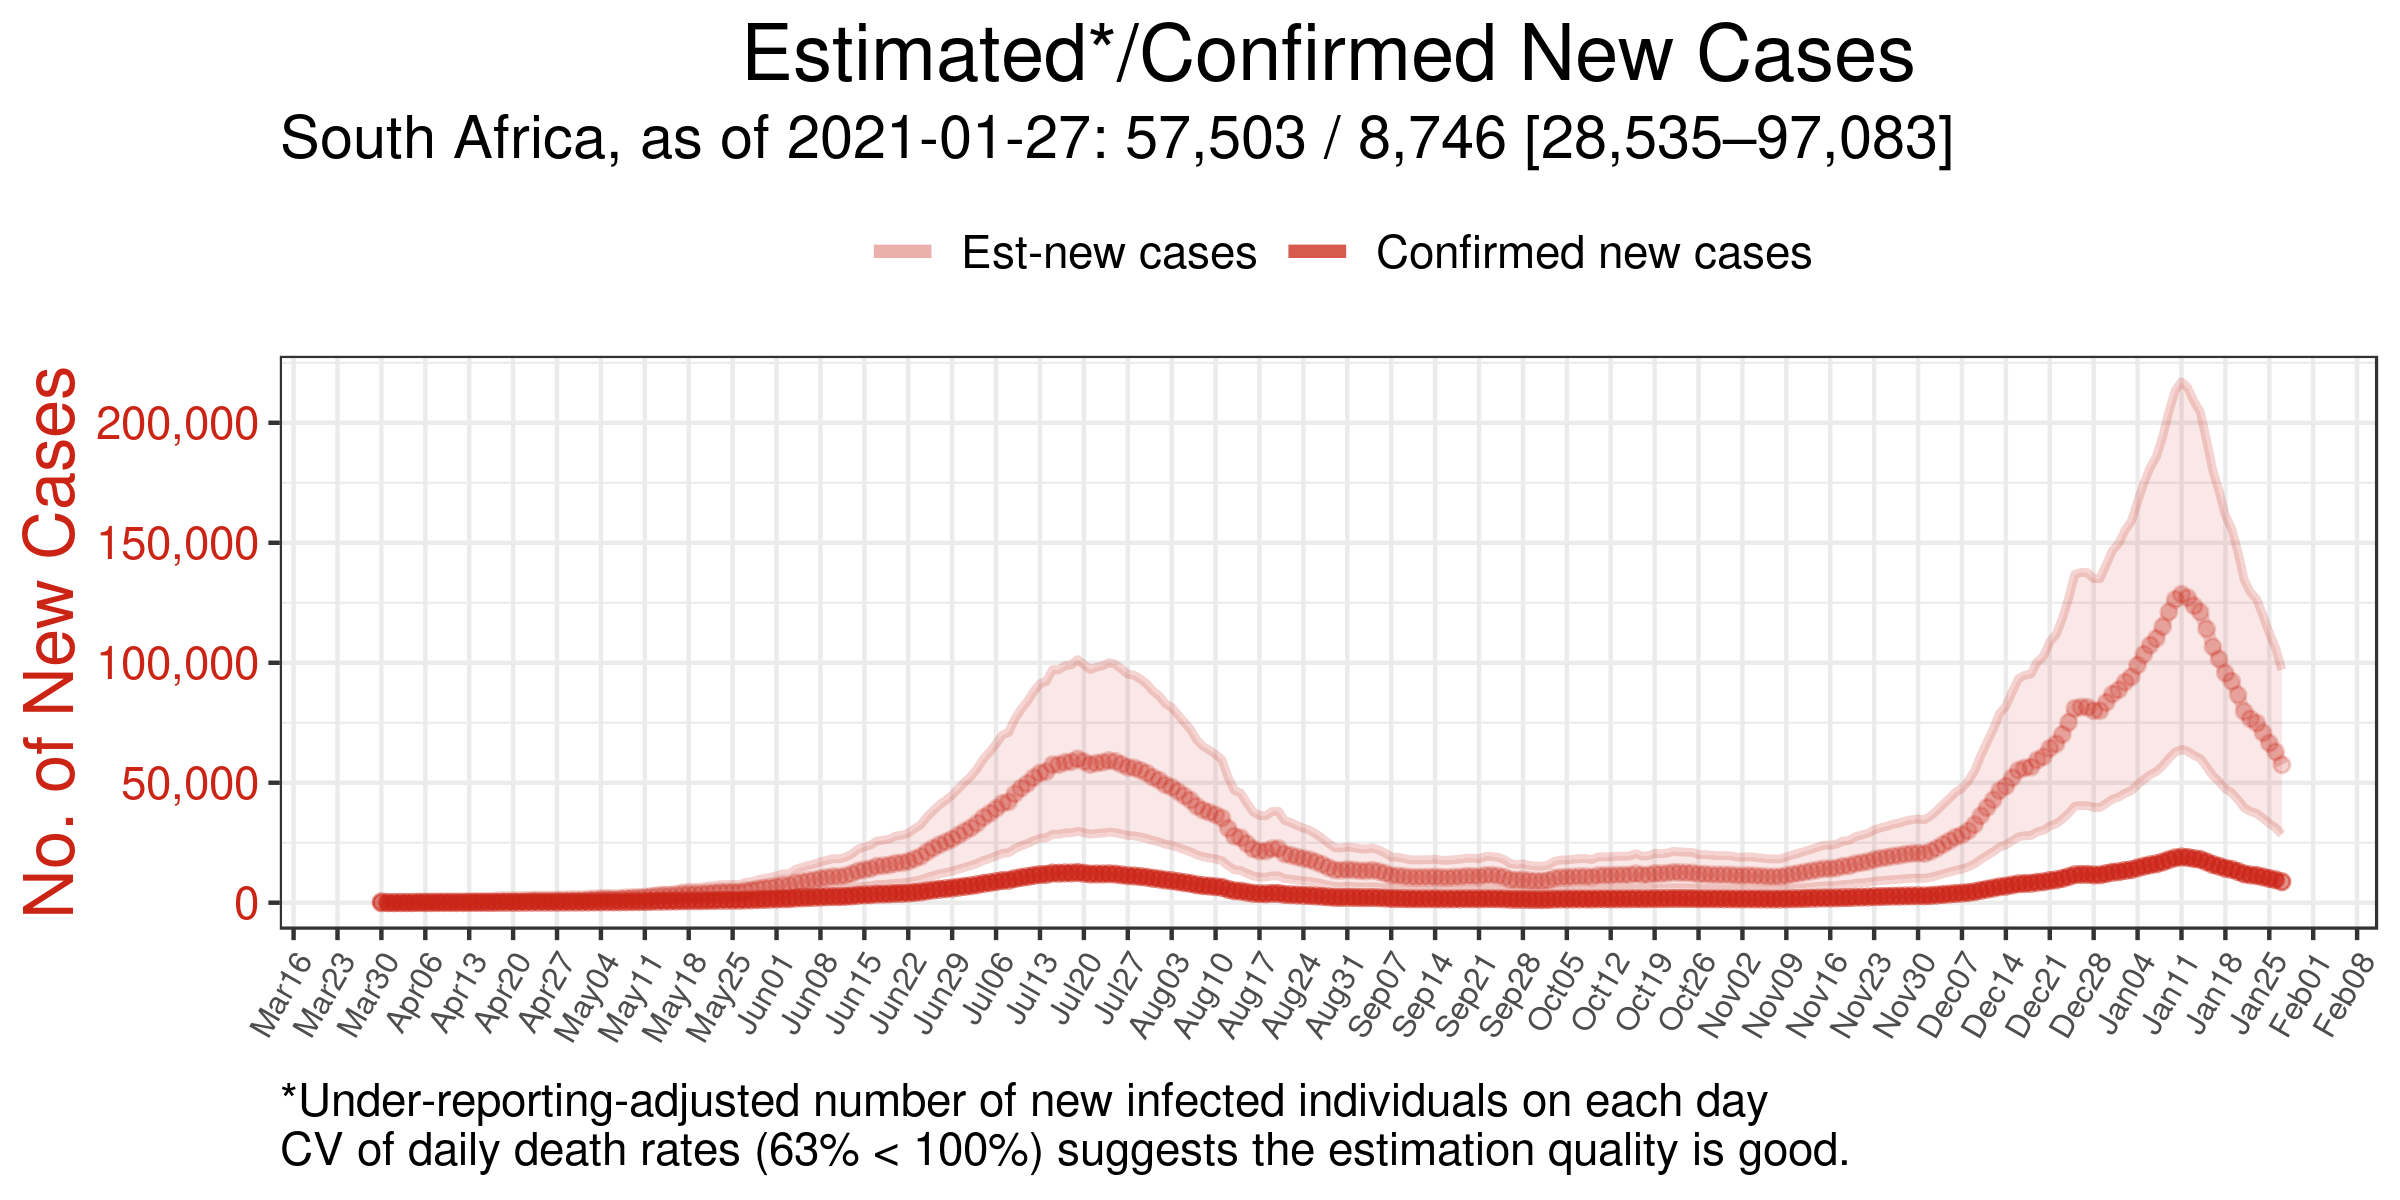 Estimated*/Confirmed New Cases
South Africa, as of 2021-01-27: 57,503 / 8,746 [28,535–97,083]
Est-new cases Confirmed new cases
No. of New Cases
200,000
150,000
100,000
50,000
0
Mar16 Mar23 Mar30 Apr06 Apr13 Apr20 Apr27 May04 May11 May18 May25 Jun01 Jun08 Jun15 Jun22 Jun29 Jul06 Jul13 Jul20 Jul27 Aug03 Aug10 Aug17 Aug24 Aug31 Sep07 Sep14 Sep21 Sep28 Oct05 Oct12 Oct19 Oct26 Nov02 Nov09 Nov16 Nov23 Nov30 Dec07 Dec14 Dec21 Dec28 Jan04 Jan11 Jan18 Jan25 Feb01 Feb08
*Under-reporting-adjusted number of new infected individuals on each day
CV of daily death rates (63% < 100%) suggests the estimation quality is good.